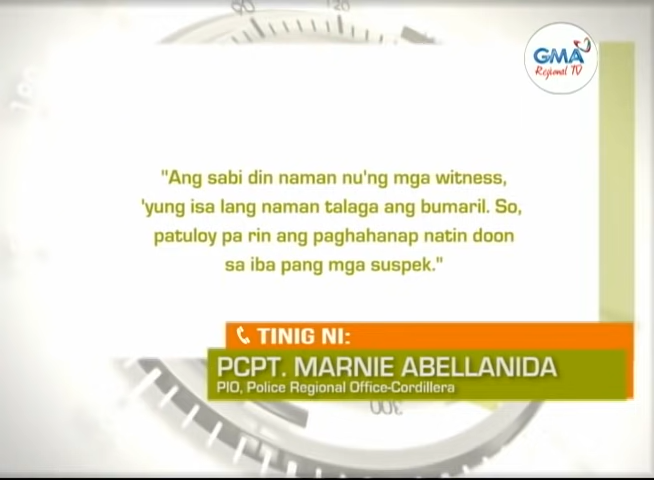 GMA
Regional TV
"Ang sabi din naman nu'ng mga witness,
'yung isa lang naman talaga ang bumaril. So,
patuloy pa rin ang paghahanap natin doon
sa iba pang mga suspek."
TINIG NI:
PCPT. MARNIE ABELLANIDA
PIO, Police Regional Office-Cordillera
300